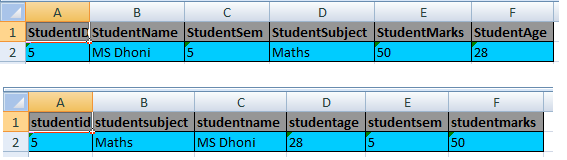 A B C D E F
1 StudentID StudentName StudentSem StudentSubject StudentMarks StudentAge
2 5 MS Dhoni 5 Maths 50 28
A B C D E F
1 studentid studentsubject studentname studentage studentsem studentmarks
2 5 Maths MS Dhoni 28 5 50